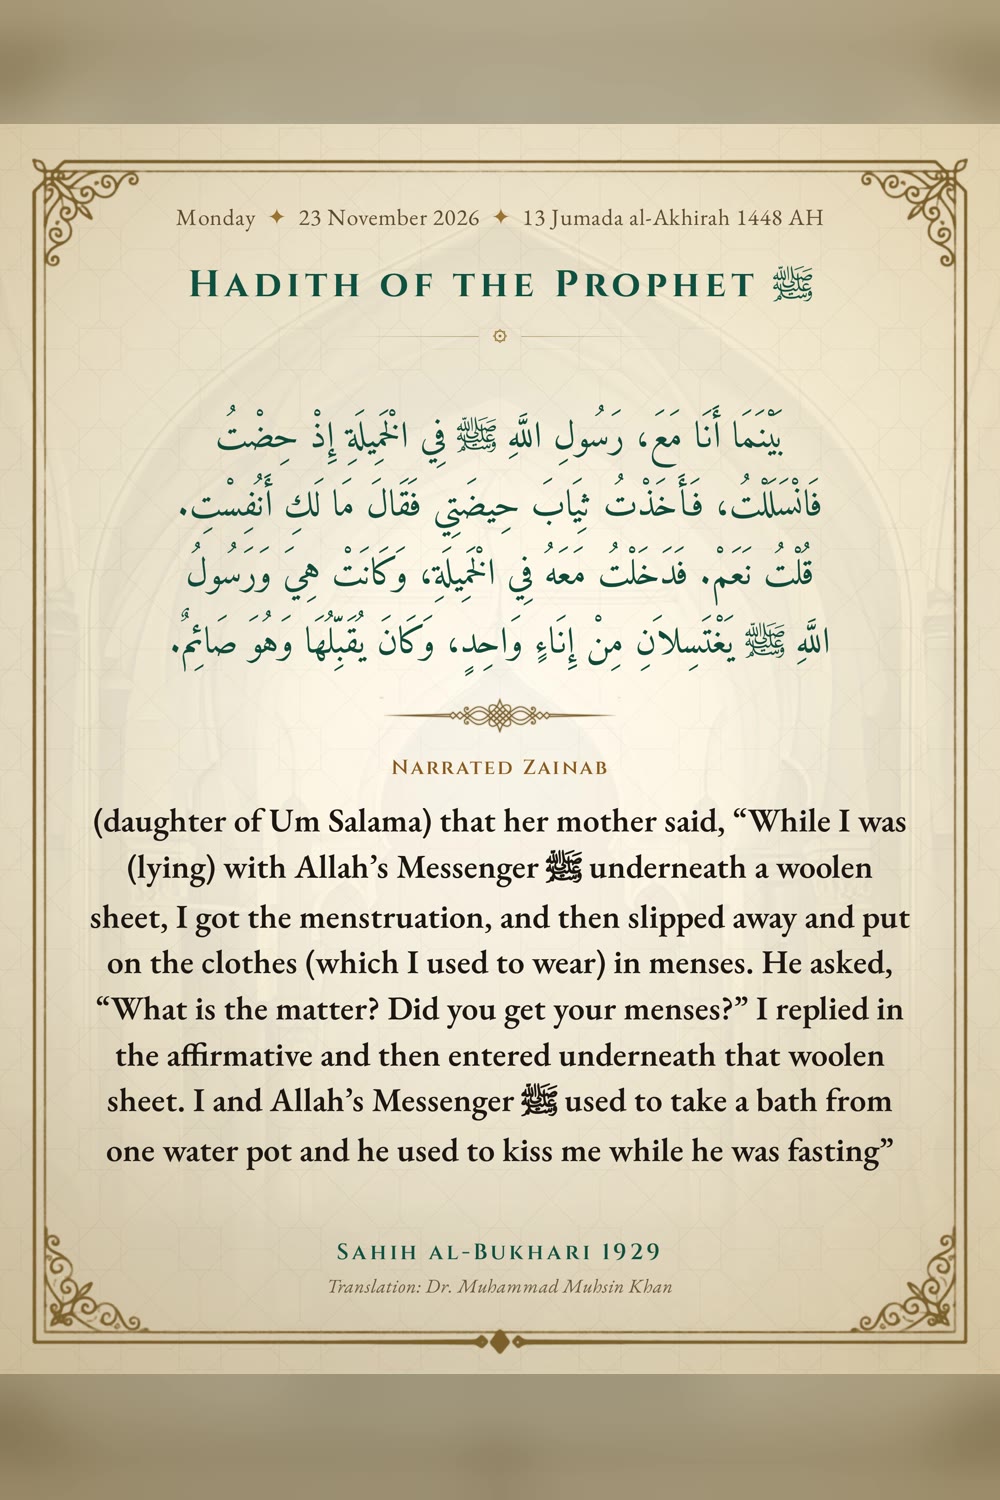 Monday ✦ 23 November 2026 ✦ 13 Jumada al-Akhirah 1448 AH
Hadith of the Prophet ﷺ
بَيْنَمَا أَنَا مَعَ، رَسُولِ اللَّهِ ﷺ فِي الْخَمِيلَةِ إِذْ حِضْتُ
فَانْسَلَلْتُ، فَأَخَذْتُ ثِيَابَ حِيضَتِي فَقَالَ مَا لَكِ أَنُفِسْتِ.
قُلْتُ نَعَمْ. فَدَخَلْتُ مَعَهُ فِي الْخَمِيلَةِ، وَكَانَتْ هِيَ وَرَسُولُ
اللَّهِ ﷺ يَغْتَسِلاَنِ مِنْ إِنَاءٍ وَاحِدٍ، وَكَانَ يُقَبِّلُهَا وَهُوَ صَائِمٌ.
Narrated Zainab
(daughter of Um Salama) that her mother said, “While I was
(lying) with Allah’s Messenger ﷺ underneath a woolen
sheet, I got the menstruation, and then slipped away and put
on the clothes (which I used to wear) in menses. He asked,
“What is the matter? Did you get your menses?” I replied in
the affirmative and then entered underneath that woolen
sheet. I and Allah’s Messenger ﷺ used to take a bath from
one water pot and he used to kiss me while he was fasting”
Sahih al-Bukhari 1929
Translation: Dr. Muhammad Muhsin Khan